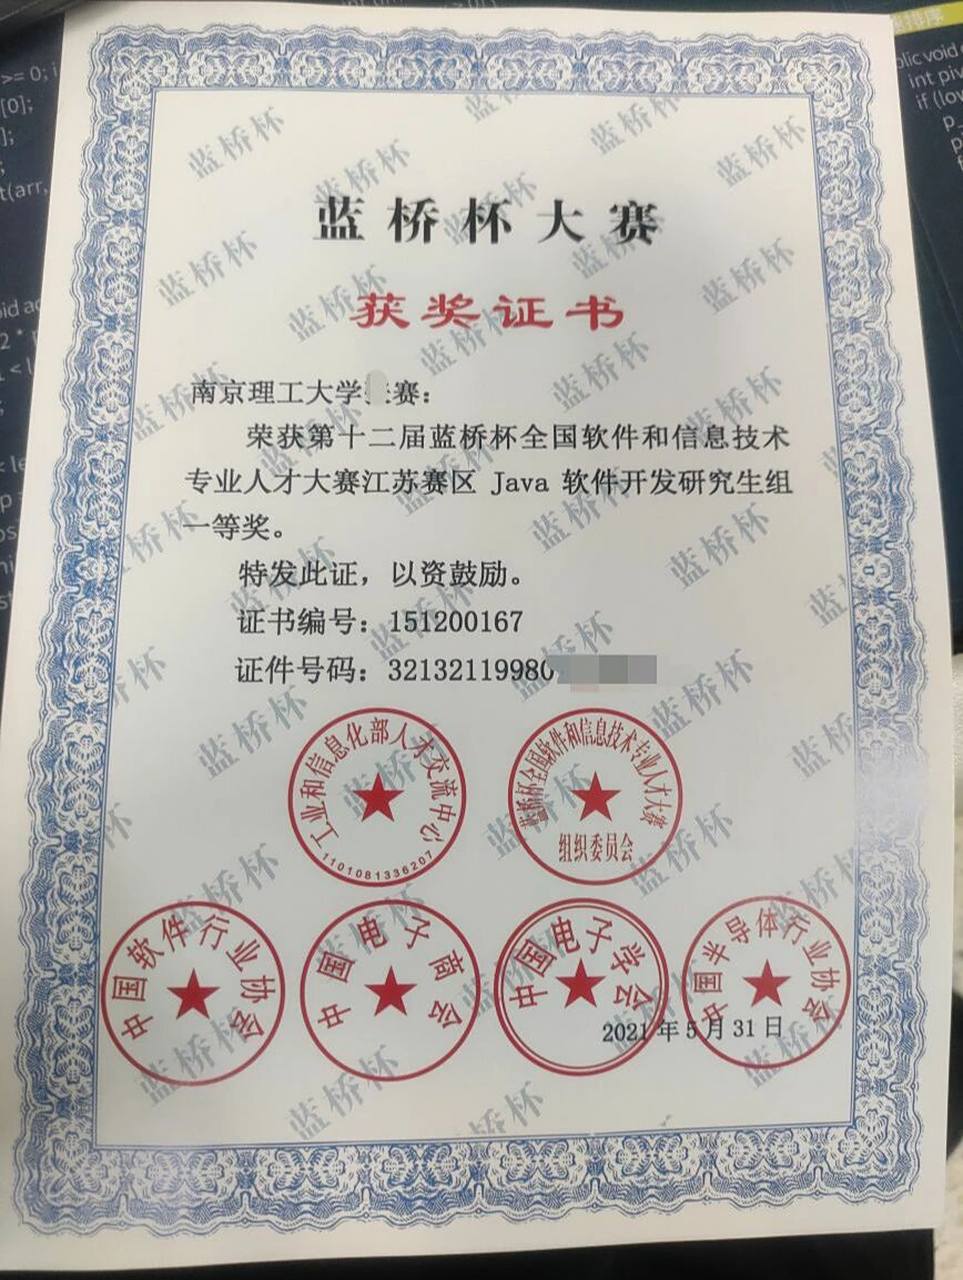 蓝桥杯大赛
获奖证书
南京理工大学 赛：
荣获第十二届蓝桥杯全国软件和信息技术
专业人才大赛江苏赛区 Java 软件开发研究生组
一等奖。
特发此证，以资鼓励。
证书编号：151200167
证件号码：32132119980
工业和信息化部人才交流中心
1101081336207
蓝桥杯全国软件和信息技术专业人才大赛
组织委员会
中国软件行业协会
中国电子商会
中国电子学会
中国半导体行业协会
2021 年 5 月 31 日
蓝桥杯